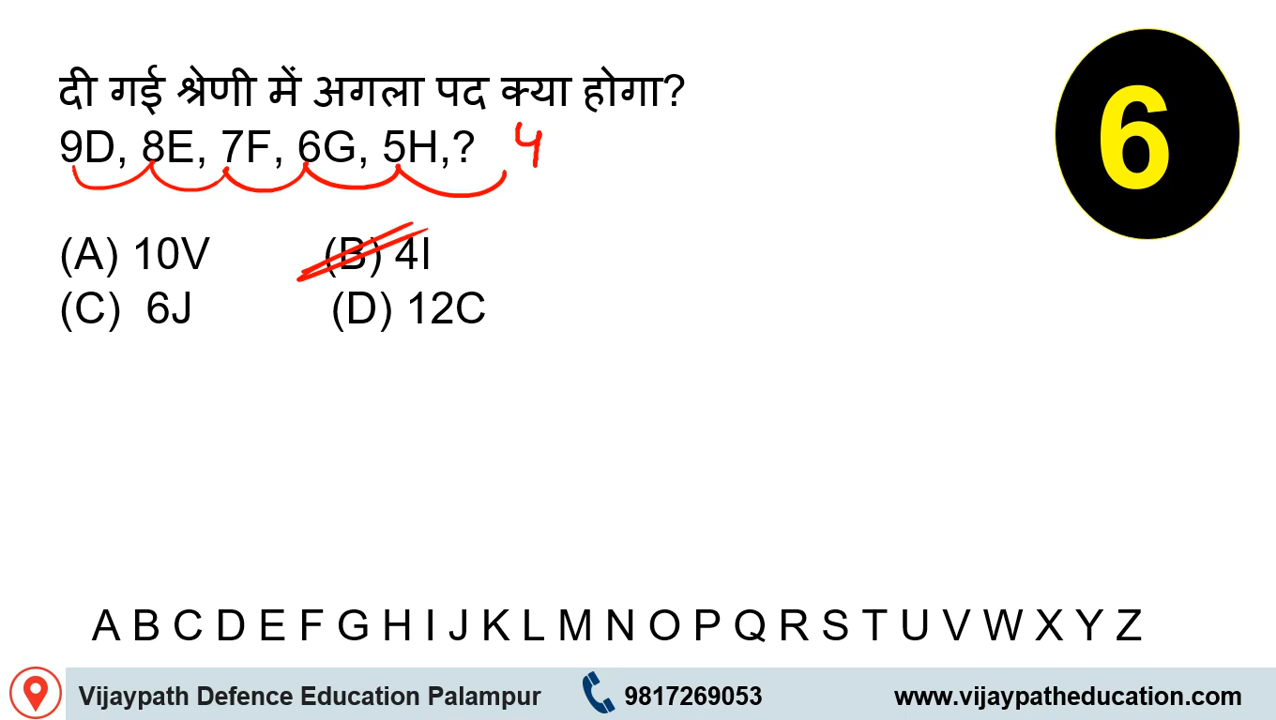 दी गई श्रेणी में अगला पद क्या होगा?
9D, 8E, 7F, 6G, 5H,? 4
(A) 10V (B) 4I
(C) 6J (D) 12C
6
A B C D E F G H I J K L M N O P Q R S T U V W X Y Z
Vijaypath Defence Education Palampur 9817269053 www.vijaypatheducation.com